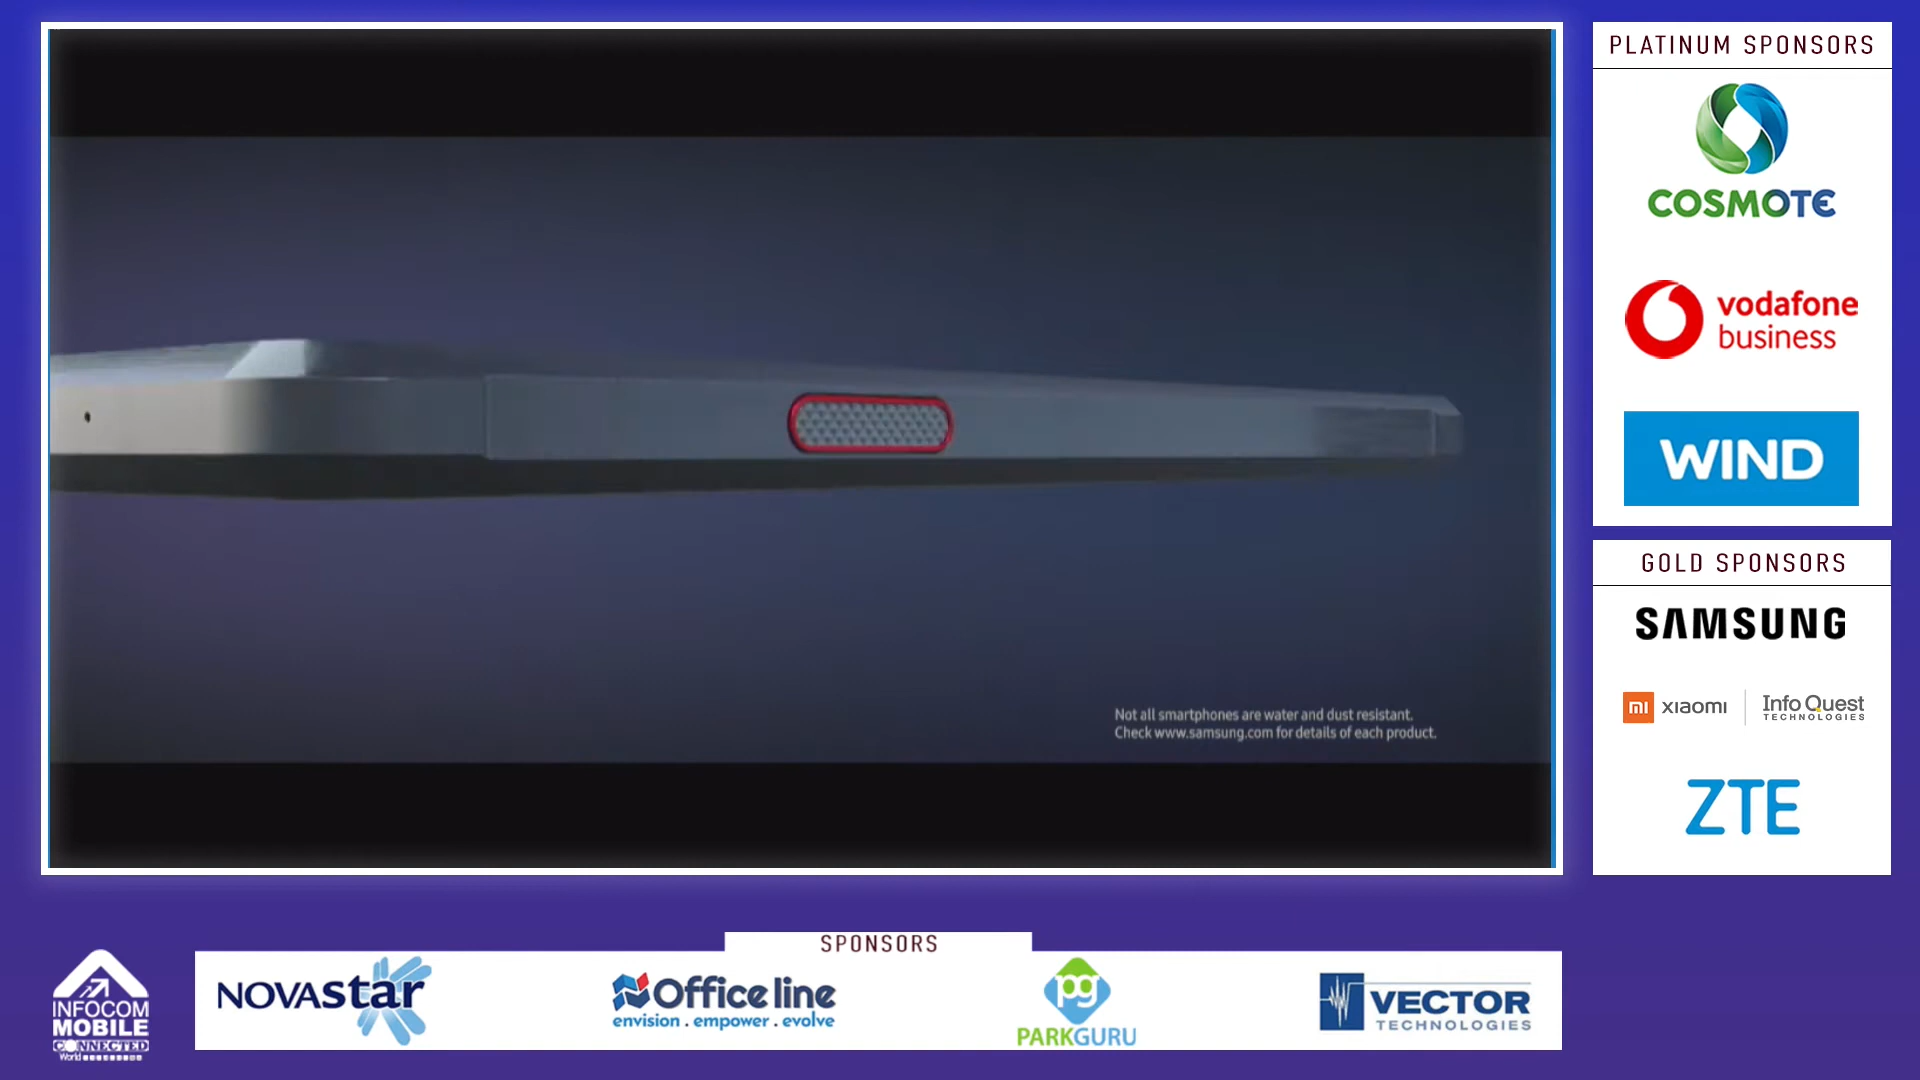 PLATINUM SPONSORS
COSMOTE
vodafone
business
WIND
GOLD SPONSORS
SAMSUNG
mi xiaomi
Info Quest
TECHNOLOGIES
ZTE
Not all smartphones are water and dust resistant.
Check www.samsung.com for details of each product.
SPONSORS
INFOCOM
MOBILE
CONNECTED
World
NOVAstar
Office line
envision . empower . evolve
pg
PARKGURU
VECTOR
TECHNOLOGIES